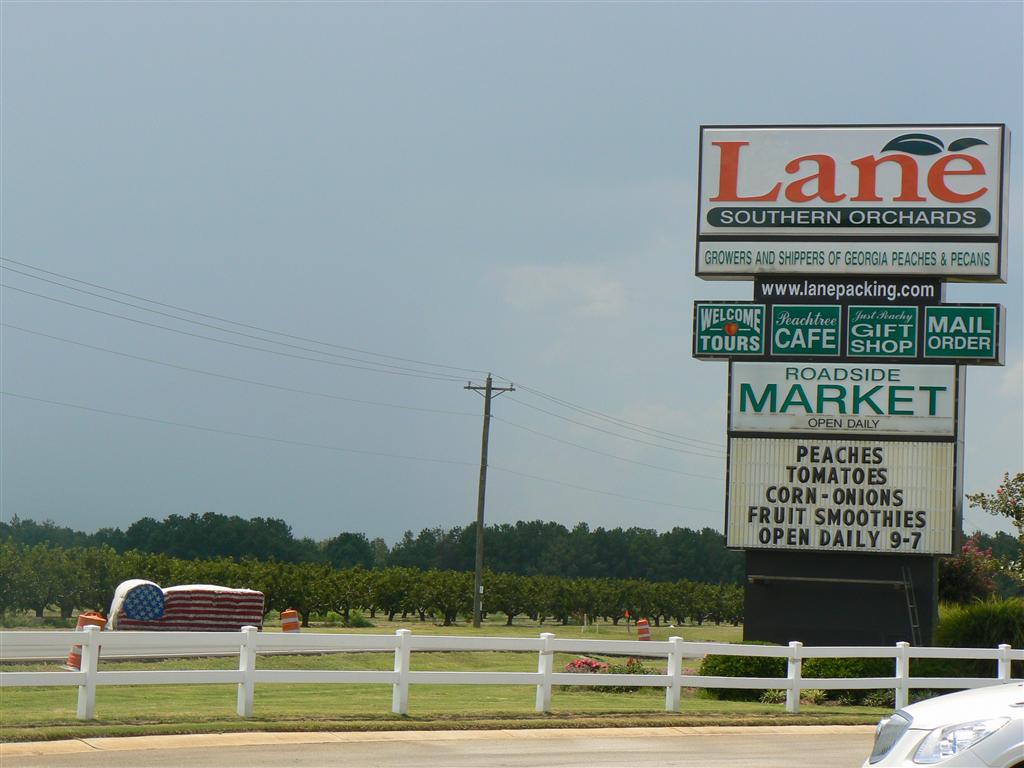 Lane
SOUTHERN ORCHARDS
GROWERS AND SHIPPERS OF GEORGIA PEACHES & PECANS
www.lanepacking.com
WELCOME
TOURS
Peachtree
CAFE
Just Peachy
GIFT
SHOP
MAIL
ORDER
ROADSIDE
MARKET
OPEN DAILY
PEACHES
TOMATOES
CORN-ONIONS
FRUIT SMOOTHIES
OPEN DAILY 9-7